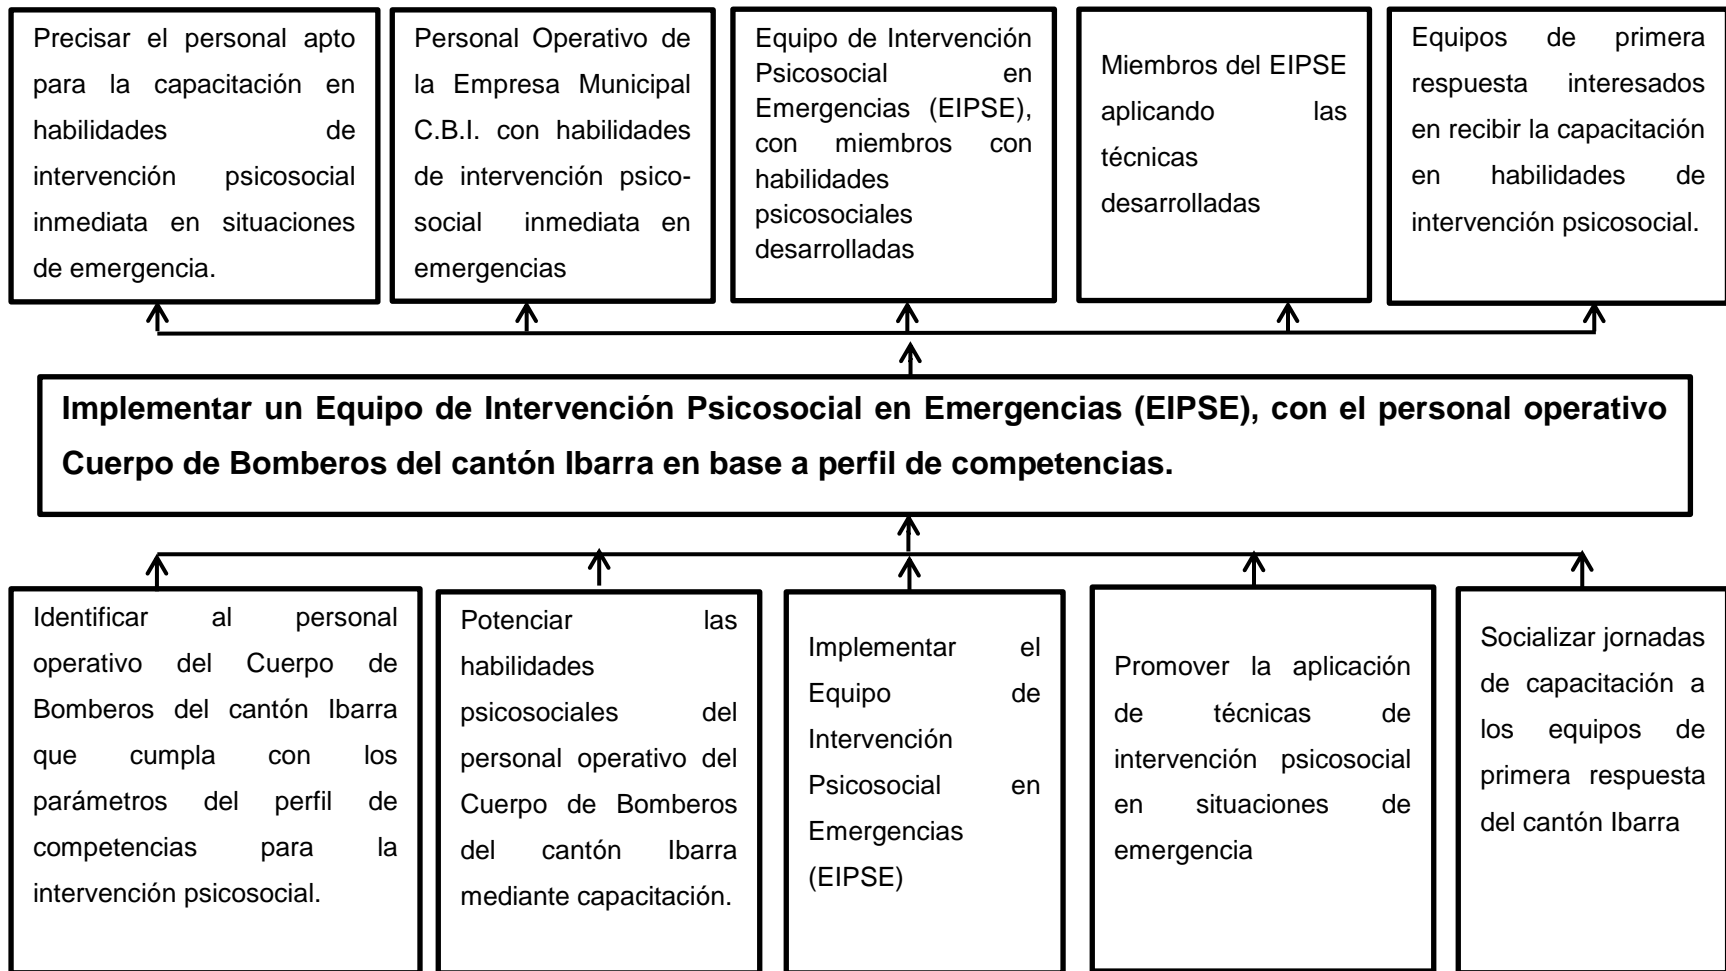 Precisar el personal apto
para la capacitación en
habilidades de
intervención psicosocial
inmediata en situaciones
de emergencia.
Personal Operativo de
la Empresa Municipal
C.B.I. con habilidades
de intervención psico-
social inmediata en
emergencias
Equipo de Intervención
Psicosocial en
Emergencias (EIPSE),
con miembros con
habilidades
psicosociales
desarrolladas
Miembros del EIPSE
aplicando las
técnicas
desarrolladas
Equipos de primera
respuesta interesados
en recibir la capacitación
en habilidades de
intervención psicosocial.
Implementar un Equipo de Intervención Psicosocial en Emergencias (EIPSE), con el personal operativo
Cuerpo de Bomberos del cantón Ibarra en base a perfil de competencias.
Identificar al personal
operativo del Cuerpo de
Bomberos del cantón Ibarra
que cumpla con los
parámetros del perfil de
competencias para la
intervención psicosocial.
Potenciar las
habilidades
psicosociales del
personal operativo del
Cuerpo de Bomberos
del cantón Ibarra
mediante capacitación.
Implementar el
Equipo de
Intervención
Psicosocial en
Emergencias
(EIPSE)
Promover la aplicación
de técnicas de
intervención psicosocial
en situaciones de
emergencia
Socializar jornadas
de capacitación a
los equipos de
primera respuesta
del cantón Ibarra